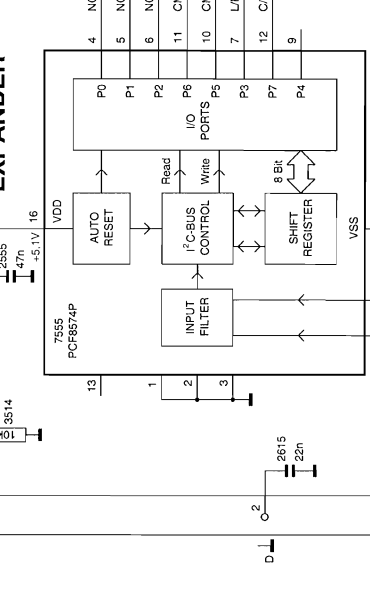 EXPANDER
4
5
6
11
10
7
12
9
P0
P1
P2
P6
P5
P3
P7
P4
I/O
PORTS
Read
Write
8 Bit
16
VDD
+5.1V
2555
47n
AUTO
RESET
I²C-BUS
CONTROL
SHIFT
REGISTER
VSS
INPUT
FILTER
7555
PCF8574P
13
1
2
3
3514
10K
2615
22n
2
D